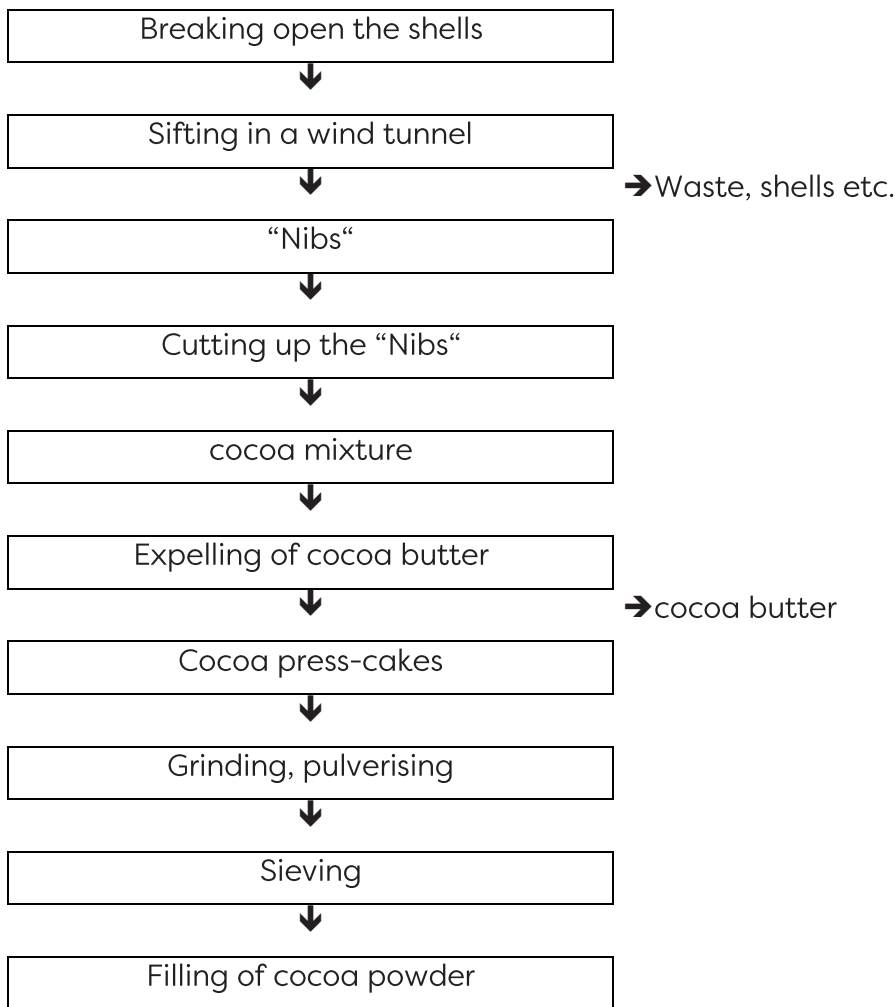 Breaking open the shells
🡫
Sifting in a wind tunnel
🡫
➔Waste, shells etc.
“Nibs“
🡫
Cutting up the “Nibs“
🡫
cocoa mixture
🡫
Expelling of cocoa butter
🡫
➔cocoa butter
Cocoa press-cakes
🡫
Grinding, pulverising
🡫
Sieving
🡫
Filling of cocoa powder